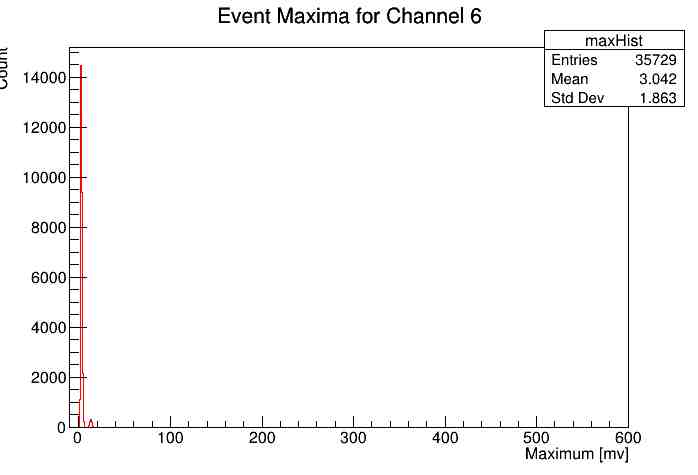 Event Maxima for Channel 6
maxHist
Entries 35729
Mean 3.042
Std Dev 1.863
Count
14000
12000
10000
8000
6000
4000
2000
0
0 100 200 300 400 500 600
Maximum [mv]